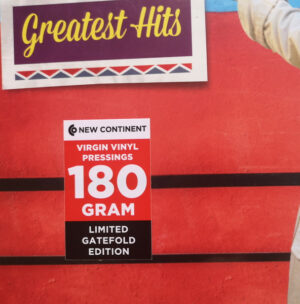 Greatest Hits
NEW CONTINENT
VIRGIN VINYL
PRESSINGS
180
GRAM
LIMITED
GATEFOLD
EDITION